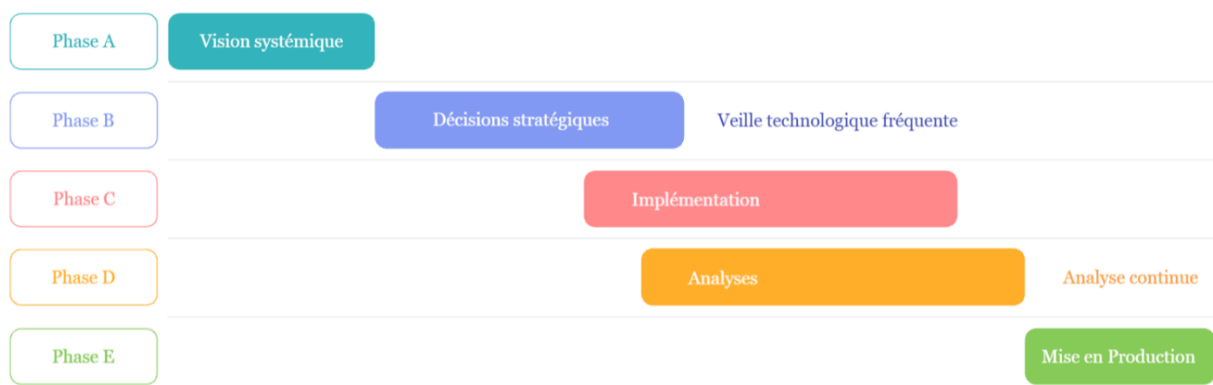 Phase A Vision systémique
Phase B Décisions stratégiques Veille technologique fréquente
Phase C Implémentation
Phase D Analyses Analyse continue
Phase E Mise en Production